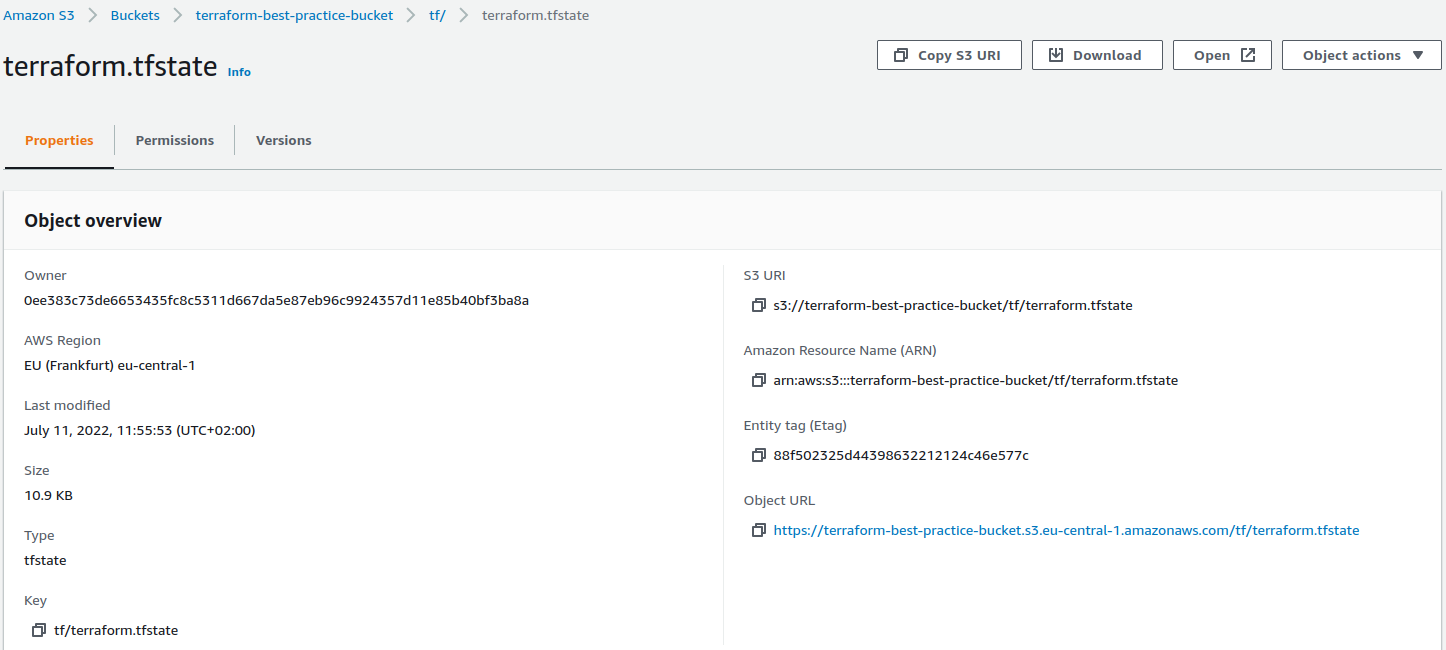 Amazon S3 > Buckets > terraform-best-practice-bucket > tf/ > terraform.tfstate
terraform.tfstate Info
Copy S3 URI Download Open Object actions
Properties Permissions Versions
Object overview
Owner
0ee383c73de6653435fc8c5311d667da5e87eb96c9924357d11e85b40bf3ba8a
AWS Region
EU (Frankfurt) eu-central-1
Last modified
July 11, 2022, 11:55:53 (UTC+02:00)
Size
10.9 KB
Type
tfstate
Key
tf/terraform.tfstate
S3 URI
s3://terraform-best-practice-bucket/tf/terraform.tfstate
Amazon Resource Name (ARN)
arn:aws:s3:::terraform-best-practice-bucket/tf/terraform.tfstate
Entity tag (Etag)
88f502325d44398632212124c46e577c
Object URL
https://terraform-best-practice-bucket.s3.eu-central-1.amazonaws.com/tf/terraform.tfstate